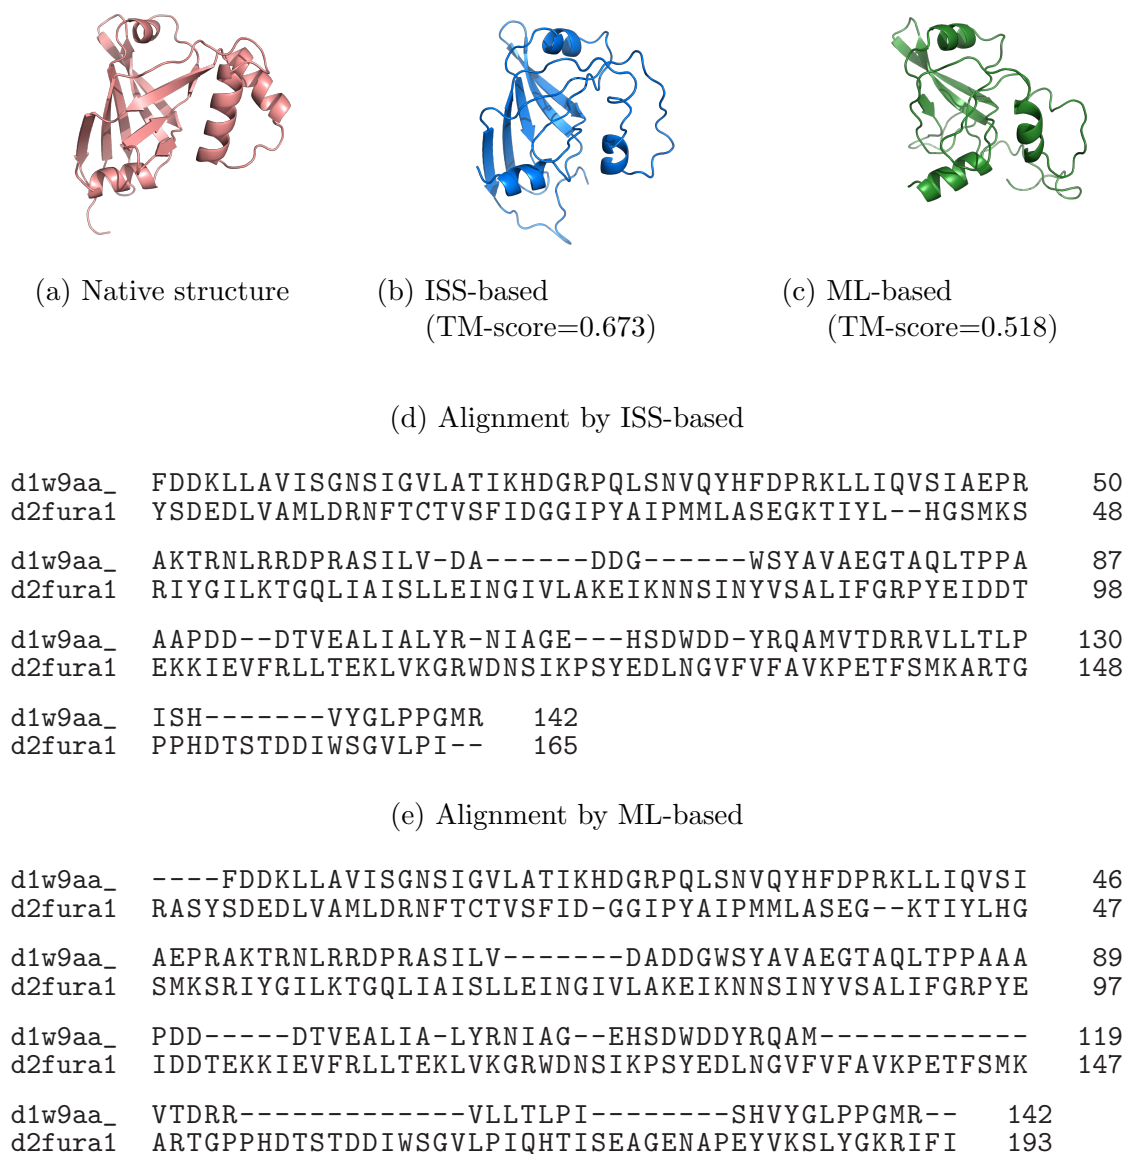 (a) Native structure
(b) ISS-based
(TM-score=0.673)
(c) ML-based
(TM-score=0.518)
(d) Alignment by ISS-based
d1w9aa_ FDDKLLAVISGNSIGVLATIKHDGRPQLSNVQYHFDPRKLLIQVSIAEPR 50
d2fura1 YSDEDLVAMLDRNFTCTVSFIDGGIPYAIPMMLASEGKTIYL--HGSMKS 48
AKTRNLRRDPRASILV-DA------DDG------WSYAVAEGTAQLTPPA 87
d1w9aa_
d2fura1 RIYGILKTGQLIAISLLEINGIVLAKEIKNNSINYVSALIFGRPYEIDDT 98
d1w9aa_ AAPDD--DTVEALIALYR-NIAGE---HSDWDD-YRQAMVTDRRVLLTLP 130
d2fura1 EKKIEVFRLLTEKLVKGRWDNSIKPSYEDLNGVFVFAVKPETFSMKARTG 148
d1w9aa_ ISH-------VYGLPPGMR 142
d2fura1 PPHDTSTDDIWSGVLPI-- 165
(e) Alignment by ML-based
d1w9aa_ ----FDDKLLAVISGNSIGVLATIKHDGRPQLSNVQYHFDPRKLLIQVSI 46
d2fura1 RASYSDEDLVAMLDRNFTCTVSFID-GGIPYAIPMMLASEG--KTIYLHG 47
d1w9aa_ AEPRAKTRNLRRDPRASILV-------DADDGWSYAVAEGTAQLTPPAAA 89
d2fura1 SMKSRIYGILKTGQLIAISLLEINGIVLAKEIKNNSINYVSALIFGRPYE 97
d1w9aa_ PDD-----DTVEALIA-LYRNIAG--EHSDWDDYRQAM------------ 119
d2fura1 IDDTEKKIEVFRLLTEKLVKGRWDNSIKPSYEDLNGVFVFAVKPETFSMK 147
d1w9aa_ VTDRR-------------VLLTLPI--------SHVYGLPPGMR-- 142
d2fura1 ARTGPPHDTSTDDIWSGVLPIQHTISEAGENAPEYVKSLYGKRIFI 193